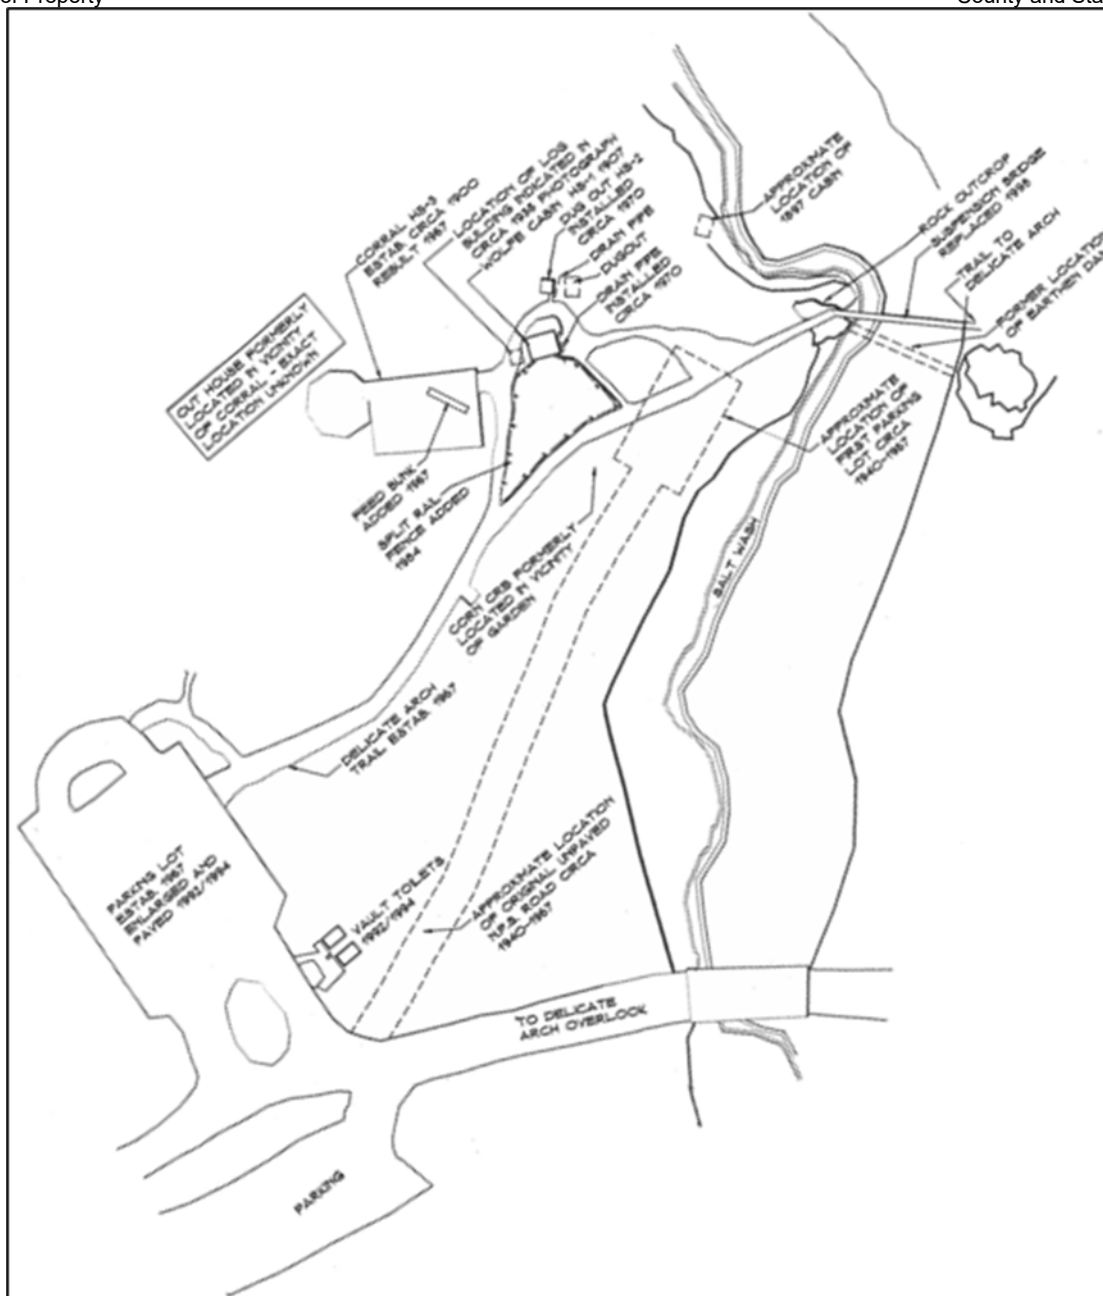 of Property
County and Sta
APPROXIMATE
LOCATION OF
1897 CABIN
ROCK OUTCROP
SUSPENSION BRIDGE
REPLACED 1998
TRAIL TO
DELICATE ARCH
FORMER LOCATION
OF EARTHEN DAM
CORRAL HS-3
ESTAB. CIRCA 1900
REBUILT 1967
LOCATION OF LOG
BUILDING INDICATED IN
CIRCA 1938 PHOTOGRAPH
WOLFE CABIN HS-1 1907
DUG OUT HS-2
INSTALLED
CIRCA 1970
DRAIN PIPE
DUGOUT
DRAIN PIPE
INSTALLED
CIRCA 1970
OUT HOUSE FORMERLY
LOCATED IN VICINITY
OF CORRAL - EXACT
LOCATION UNKNOWN
FEED BUNK
ADDED 1967
SPLIT RAIL
FENCE ADDED
1984
APPROXIMATE
LOCATION OF
FIRST PARKING
LOT CIRCA
1940-1967
CORN CRIB FORMERLY
LOCATED IN VICINITY
OF GARDEN
SALT WASH
DELICATE ARCH
TRAIL ESTAB. 1967
PARKING LOT
ESTAB. 1967
ENLARGED AND
PAVED 1992/1994
VAULT TOILETS
1992/1994
APPROXIMATE LOCATION
OF ORIGINAL UNPAVED
N.P.S. ROAD CIRCA
1940-1967
TO DELICATE
ARCH OVERLOOK
PARKING